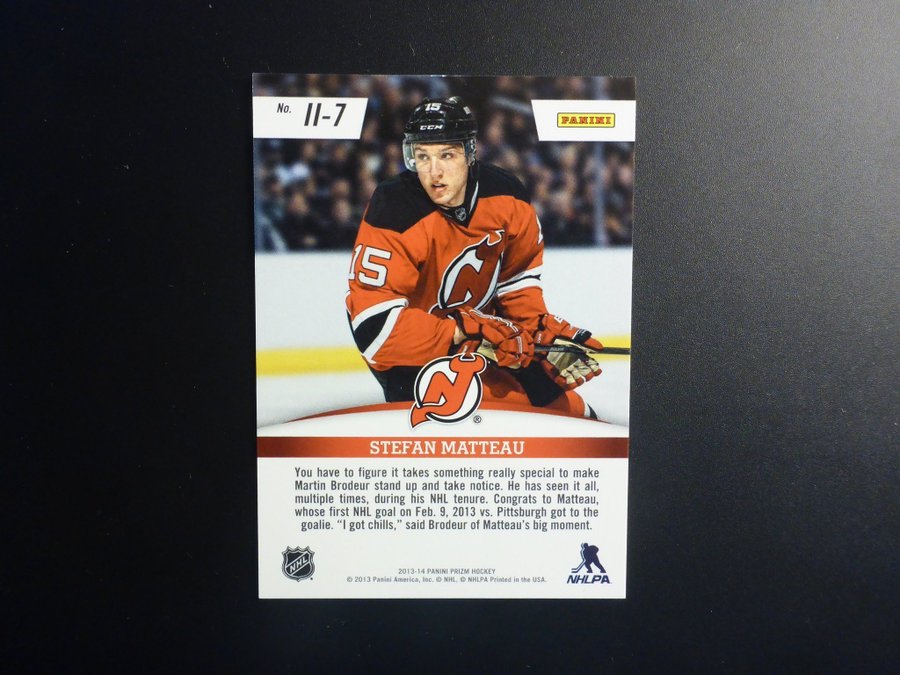 No. II-7
PANINI
15
CCM
15
STEFAN MATTEAU
You have to figure it takes something really special to make
Martin Brodeur stand up and take notice. He has seen it all,
multiple times, during his NHL tenure. Congrats to Matteau,
whose first NHL goal on Feb. 9, 2013 vs. Pittsburgh got to the
goalie. “I got chills,” said Brodeur of Matteau’s big moment.
NHL
NHLPA
2013-14 PANINI PRIZM HOCKEY
© 2013 Panini America, Inc. © NHL. © NHLPA Printed in the USA.